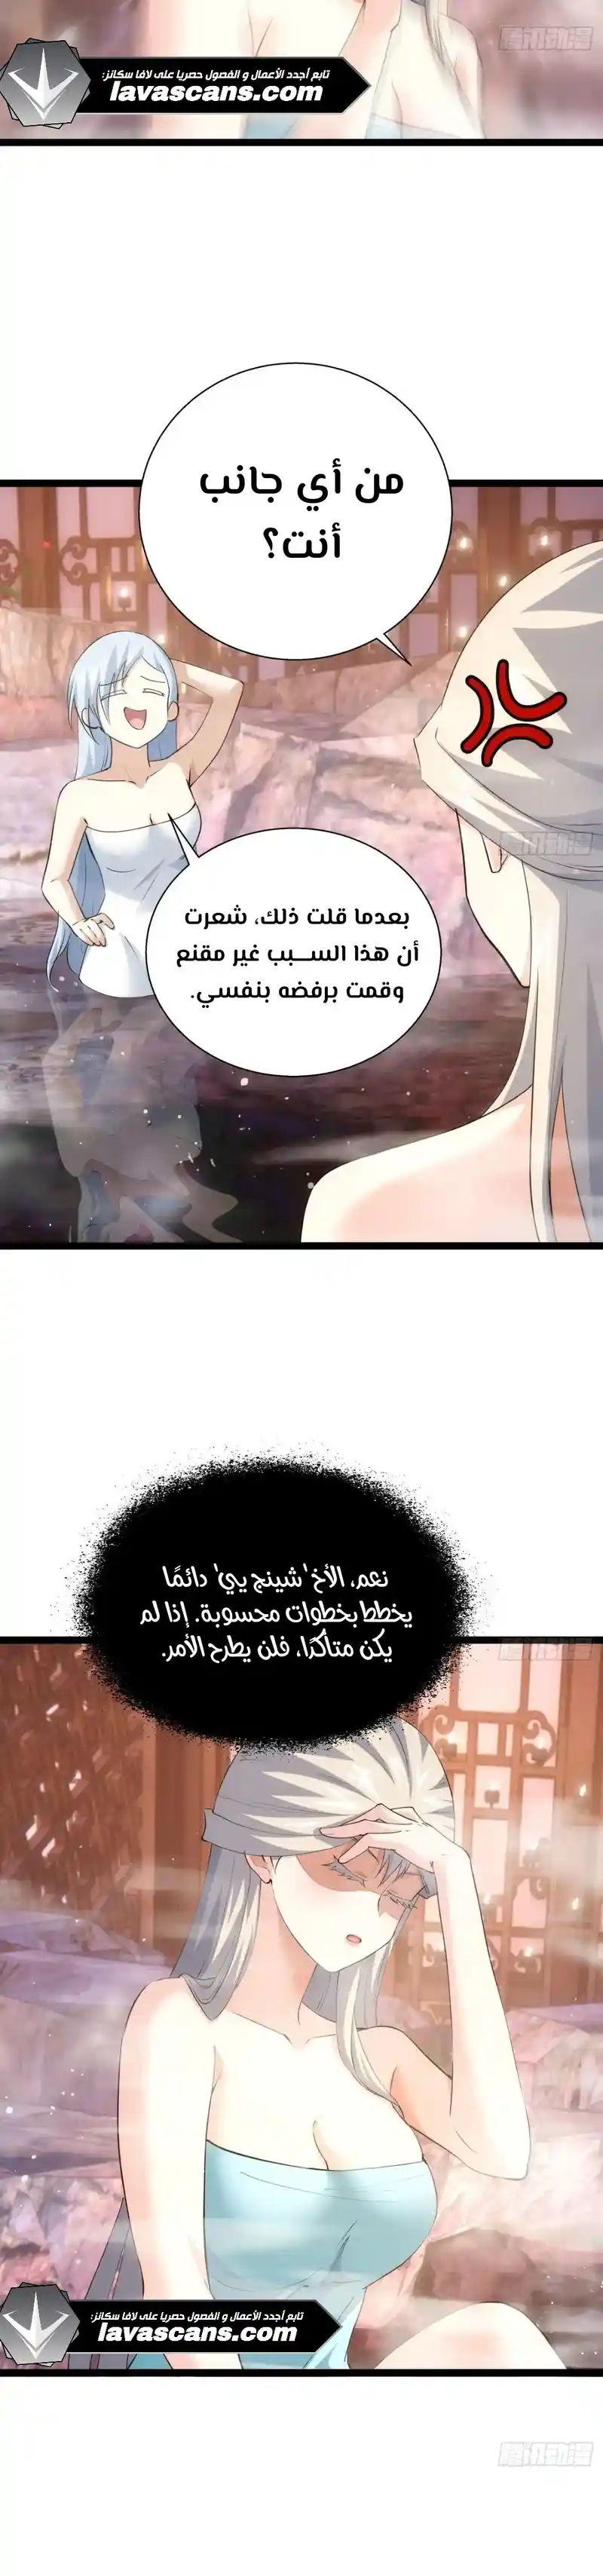 تابع أجدد الأعمال و الفصول حصريا على لافا سكانز:
lavascans.com
من أي جانب
أنت؟
بعدما قلت ذلك، شعرت
أن هذا السبب غير مقنع
وقمت برفضه بنفسي.
نعم، الأخ 'شينج يي' دائمًا
يخطط بخطوات محسوبة. إذا لم
يكن متاكدًا، فلن يطرح الأمر.
تابع أجدد الأعمال و الفصول حصريا على لافا سكانز:
lavascans.com